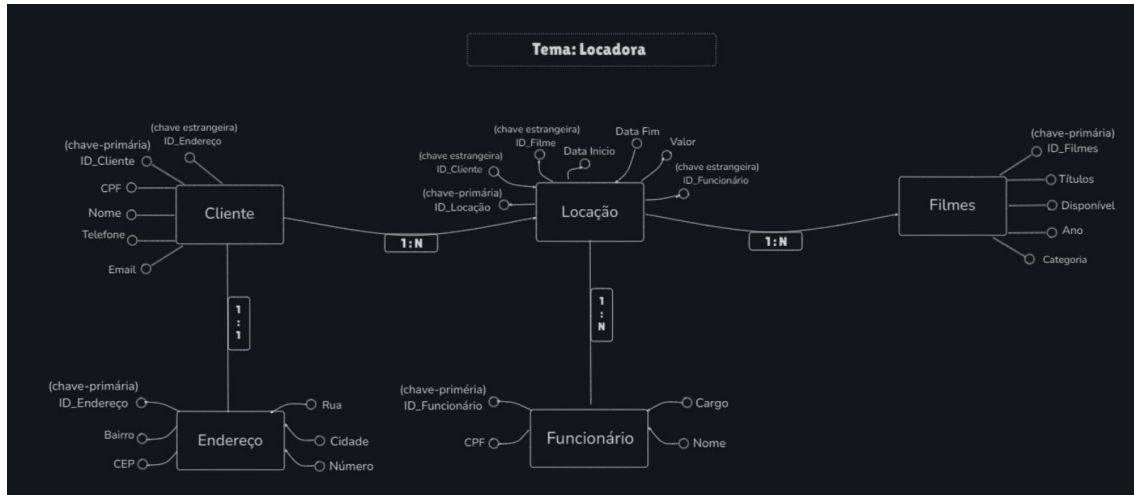 Tema: Locadora
(chave estrangeira)
ID_Endereço
(chave-primária)
ID_Cliente
CPF
Nome
Telefone
Email
Cliente
(chave estrangeira)
ID_Cliente
(chave estrangeira)
ID_Filme
Data Inicio
Data Fim
Valor
(chave estrangeira)
ID_Funcionário
(chave-primária)
ID_Locação
Locação
(chave-primária)
ID_Filmes
Títulos
Disponível
Ano
Categoria
Filmes
1:N
1:N
1
:
1
1
:
N
(chave-primária)
ID_Endereço
Bairro
CEP
Endereço
Rua
Cidade
Número
(chave-priméria)
ID_Funcionário
CPF
Funcionário
Cargo
Nome